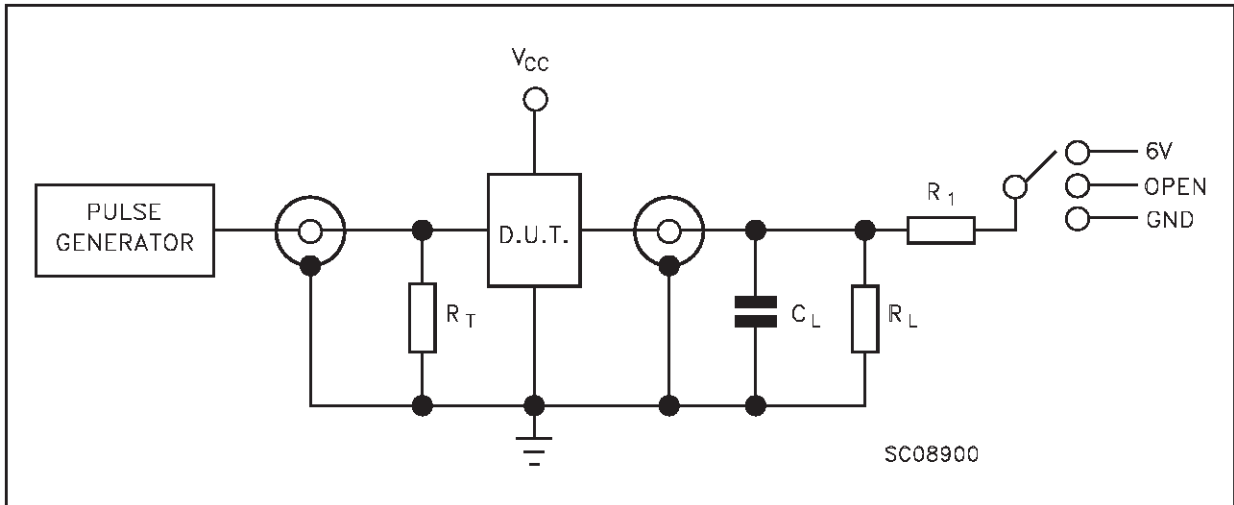 VCC
PULSE
GENERATOR
D.U.T.
RT
CL
RL
R1
6V
OPEN
GND
SC08900